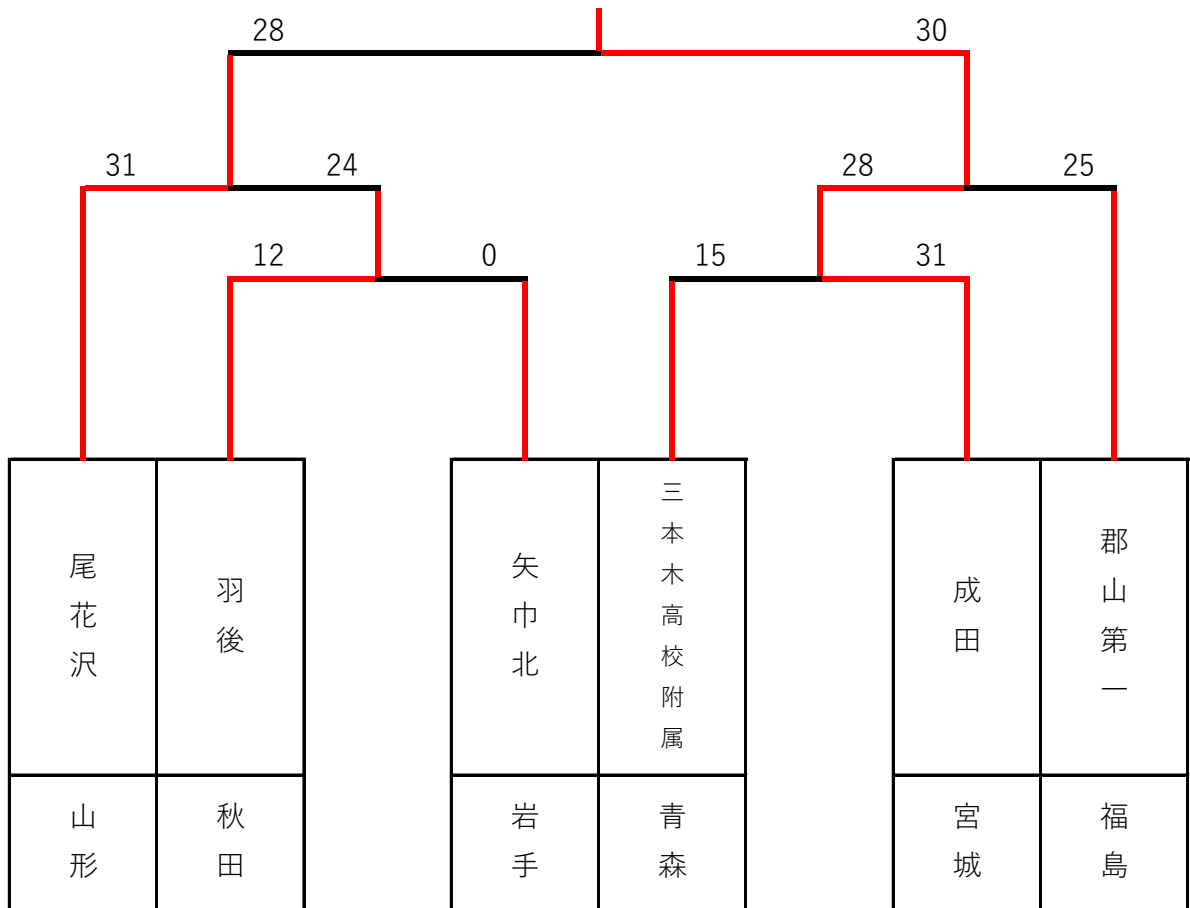 28
30
31
24
28
25
12
0
15
31
尾花沢
羽後
矢巾北
三本木高校附属
成田
郡山第一
山形
秋田
岩手
青森
宮城
福島